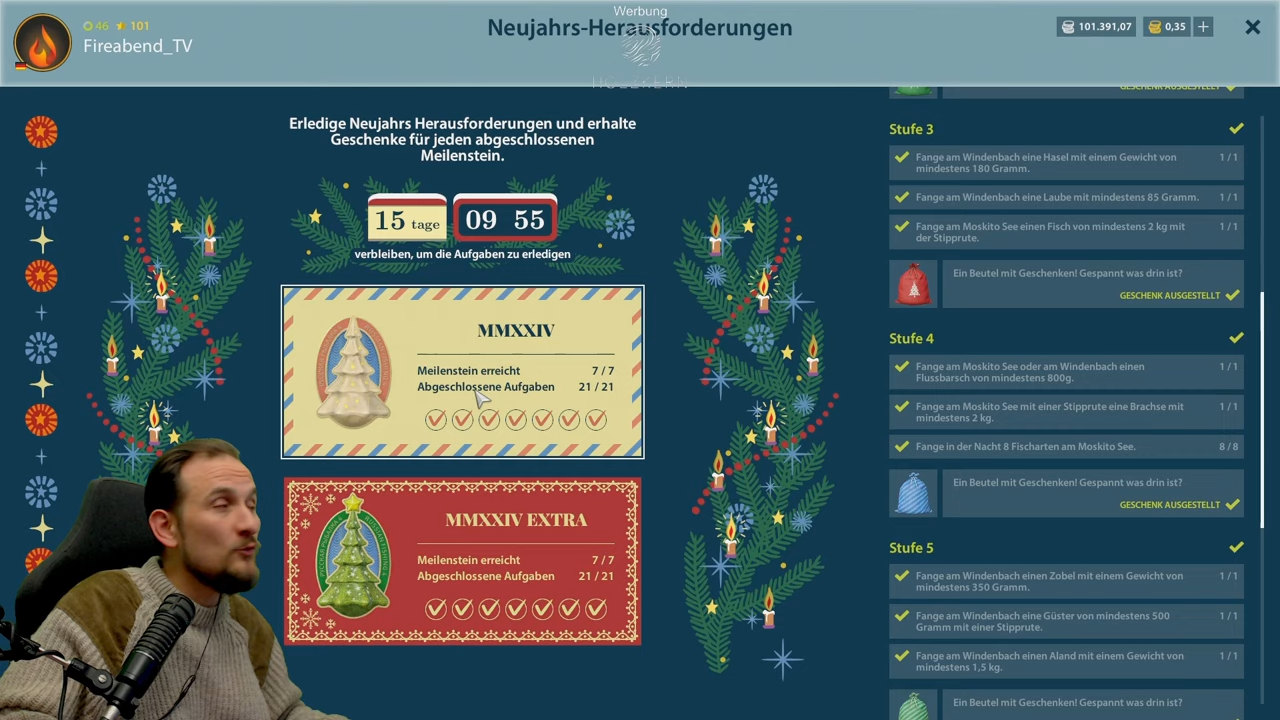 Werbung
46 101
Fireabend_TV
Neujahrs-Herausforderungen
HOLZKERN
101.391,07
0,35
Erledige Neujahrs Herausforderungen und erhalte
Geschenke für jeden abgeschlossenen
Meilenstein.
15 tage
09 55
verbleiben, um die Aufgaben zu erledigen
MMXXIV
Meilenstein erreicht 7 / 7
Abgeschlossene Aufgaben 21 / 21
MMXXIV EXTRA
Meilenstein erreicht 7 / 7
Abgeschlossene Aufgaben 21 / 21
GESCHENK AUSGESTELLT
Stufe 3
Fange am Windenbach eine Hasel mit einem Gewicht von 1 / 1
mindestens 180 Gramm.
Fange am Windenbach eine Laube mit mindestens 85 Gramm. 1 / 1
Fange am Moskito See einen Fisch von mindestens 2 kg mit 1 / 1
der Stipprute.
Ein Beutel mit Geschenken! Gespannt was drin ist?
GESCHENK AUSGESTELLT
Stufe 4
Fange am Moskito See oder am Windenbach einen 1 / 1
Flussbarsch von mindestens 800g.
Fange am Moskito See mit einer Stipprute eine Brachse mit 1 / 1
mindestens 2 kg.
Fange in der Nacht 8 Fischarten am Moskito See. 8 / 8
Ein Beutel mit Geschenken! Gespannt was drin ist?
GESCHENK AUSGESTELLT
Stufe 5
Fange am Windenbach einen Zobel mit einem Gewicht von 1 / 1
mindestens 350 Gramm.
Fange am Windenbach eine Güster von mindestens 500 1 / 1
Gramm mit einer Stipprute.
Fange am Windenbach einen Aland mit einem Gewicht von 1 / 1
mindestens 1,5 kg.
Ein Beutel mit Geschenken! Gespannt was drin ist?